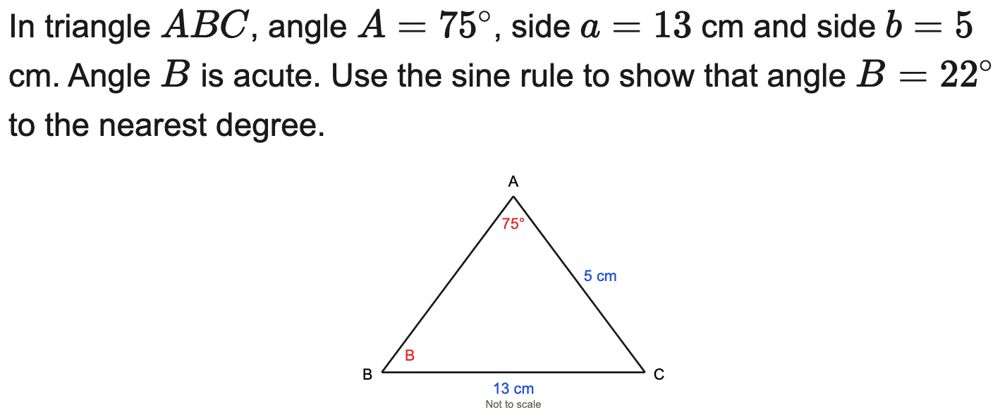 In triangle ABC, angle A = 75°, side a = 13 cm and side b = 5
cm. Angle B is acute. Use the sine rule to show that angle B = 22°
to the nearest degree.
A
75°
5 cm
B
B
C
13 cm
Not to scale